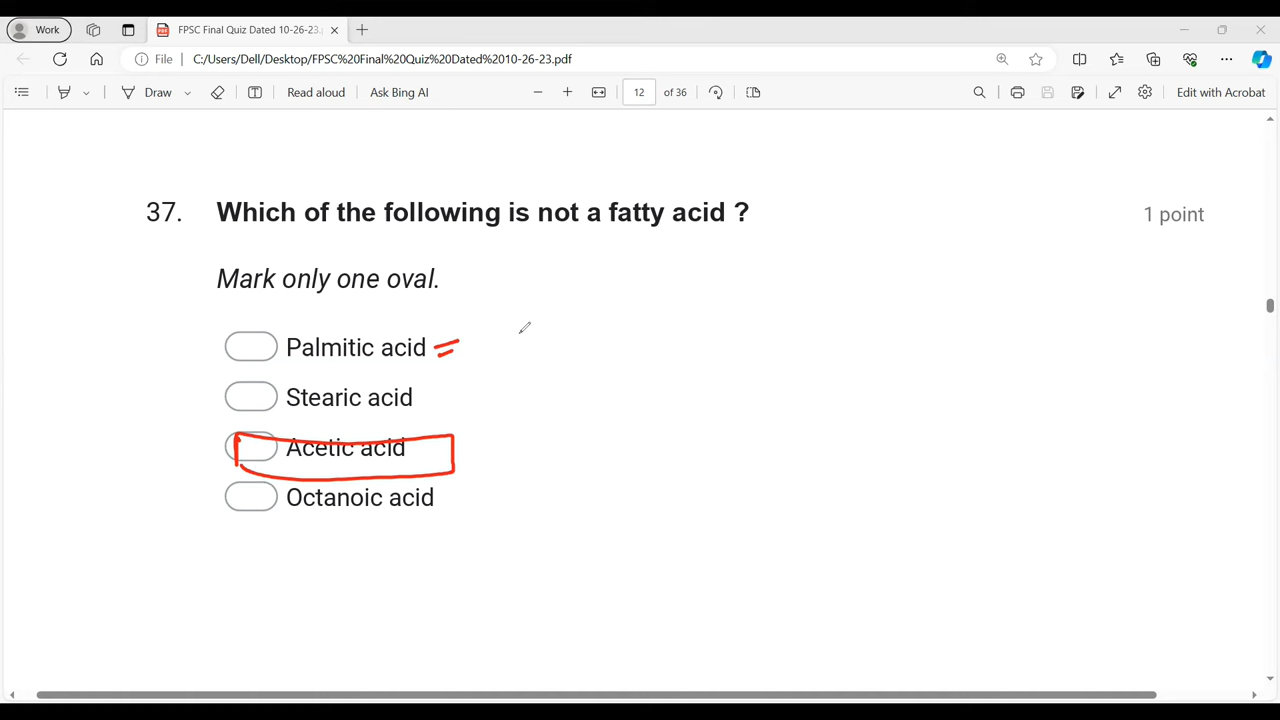 Work
FPSC Final Quiz Dated 10-26-23.
File
C:/Users/Dell/Desktop/FPSC%20Final%20Quiz%20Dated%2010-26-23.pdf
Draw
Read aloud
Ask Bing AI
12
of 36
Edit with Acrobat
37. Which of the following is not a fatty acid ?
1 point
Mark only one oval.
Palmitic acid
Stearic acid
Acetic acid
Octanoic acid